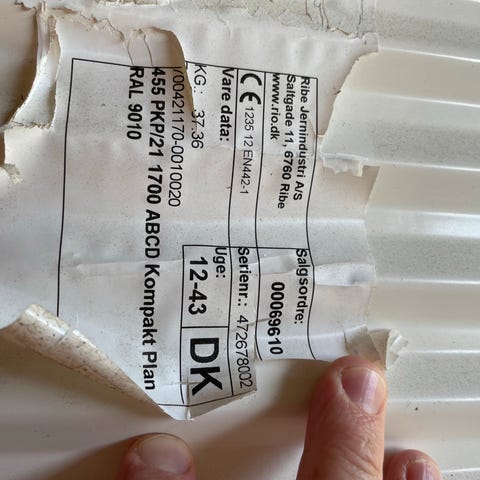 Ribe Jernindustri A/S
Saltgade 11, 6760 Ribe
www.rio.dk
Salgsordre:
00069610
CE 1235 12 EN442-1
Vare data:
Serienr.: 472678002
KG.: 37.36
Uge:
12-43
DK
V00421170-0010020
455 PKP/21 1700 ABCD Kompakt Plan
RAL 9010